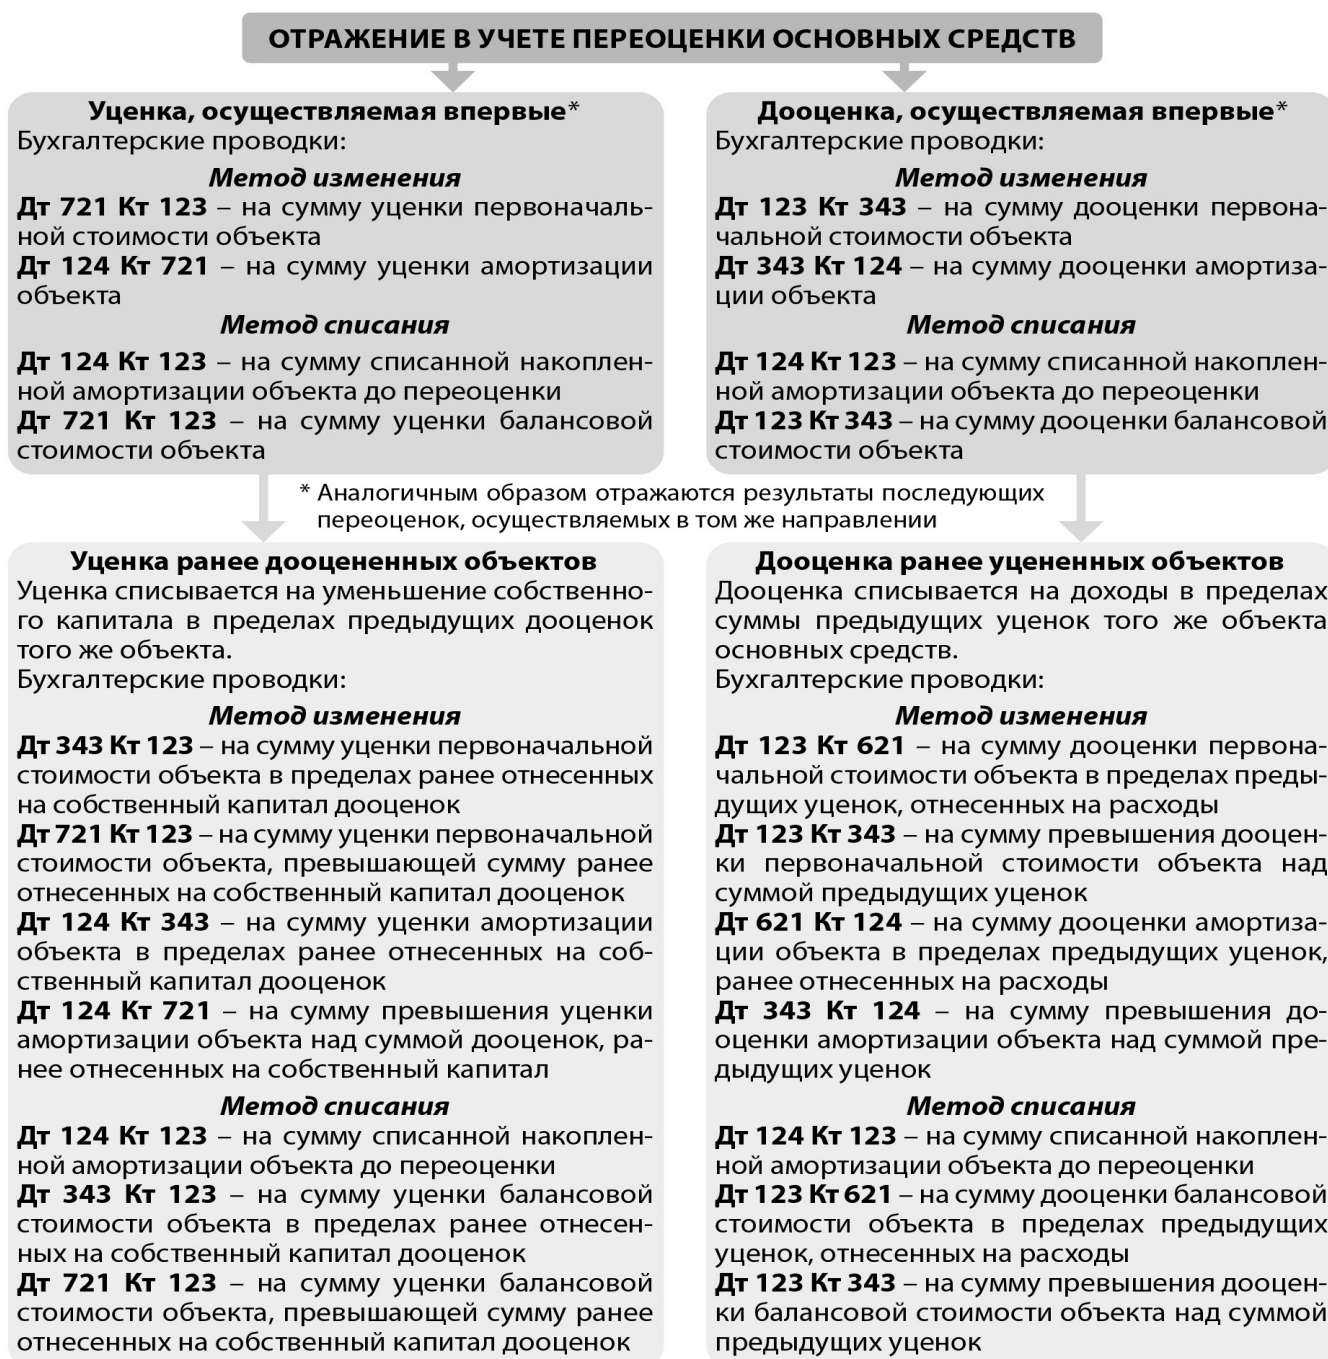 ОТРАЖЕНИЕ В УЧЕТЕ ПЕРЕОЦЕНКИ ОСНОВНЫХ СРЕДСТВ
Уценка, осуществляемая впервые*
Бухгалтерские проводки:
Метод изменения
Дт 721 Кт 123 – на сумму уценки первоначаль-
ной стоимости объекта
Дт 124 Кт 721 – на сумму уценки амортизации
объекта
Метод списания
Дт 124 Кт 123 – на сумму списанной накоплен-
ной амортизации объекта до переоценки
Дт 721 Кт 123 – на сумму уценки балансовой
стоимости объекта
Дооценка, осуществляемая впервые*
Бухгалтерские проводки:
Метод изменения
Дт 123 Кт 343 – на сумму дооценки первона-
чальной стоимости объекта
Дт 343 Кт 124 – на сумму дооценки амортиза-
ции объекта
Метод списания
Дт 124 Кт 123 – на сумму списанной накоплен-
ной амортизации объекта до переоценки
Дт 123 Кт 343 – на сумму дооценки балансовой
стоимости объекта
* Аналогичным образом отражаются результаты последующих
переоценок, осуществляемых в том же направлении
Уценка ранее дооцененных объектов
Уценка списывается на уменьшение собственно-
го капитала в пределах предыдущих дооценок
того же объекта.
Бухгалтерские проводки:
Метод изменения
Дт 343 Кт 123 – на сумму уценки первоначальной
стоимости объекта в пределах ранее отнесенных
на собственный капитал дооценок
Дт 721 Кт 123 – на сумму уценки первоначальной
стоимости объекта, превышающей сумму ранее
отнесенных на собственный капитал дооценок
Дт 124 Кт 343 – на сумму уценки амортизации
объекта в пределах ранее отнесенных на соб-
ственный капитал дооценок
Дт 124 Кт 721 – на сумму превышения уценки
амортизации объекта над суммой дооценок, ра-
нее отнесенных на собственный капитал
Метод списания
Дт 124 Кт 123 – на сумму списанной накоплен-
ной амортизации объекта до переоценки
Дт 343 Кт 123 – на сумму уценки балансовой
стоимости объекта в пределах ранее отнесен-
ных на собственный капитал дооценок
Дт 721 Кт 123 – на сумму уценки балансовой
стоимости объекта, превышающей сумму ранее
отнесенных на собственный капитал дооценок
Дооценка ранее уцененных объектов
Дооценка списывается на доходы в пределах
суммы предыдущих уценок того же объекта
основных средств.
Бухгалтерские проводки:
Метод изменения
Дт 123 Кт 621 – на сумму дооценки первона-
чальной стоимости объекта в пределах преды-
дущих уценок, отнесенных на расходы
Дт 123 Кт 343 – на сумму превышения дооцен-
ки первоначальной стоимости объекта над
суммой предыдущих уценок
Дт 621 Кт 124 – на сумму дооценки амортиза-
ции объекта в пределах предыдущих уценок,
ранее отнесенных на расходы
Дт 343 Кт 124 – на сумму превышения до-
оценки амортизации объекта над суммой пре-
дыдущих уценок
Метод списания
Дт 124 Кт 123 – на сумму списанной накоплен-
ной амортизации объекта до переоценки
Дт 123 Кт 621 – на сумму дооценки балансовой
стоимости объекта в пределах предыдущих
уценок, отнесенных на расходы
Дт 123 Кт 343 – на сумму превышения дооцен-
ки балансовой стоимости объекта над суммой
предыдущих уценок